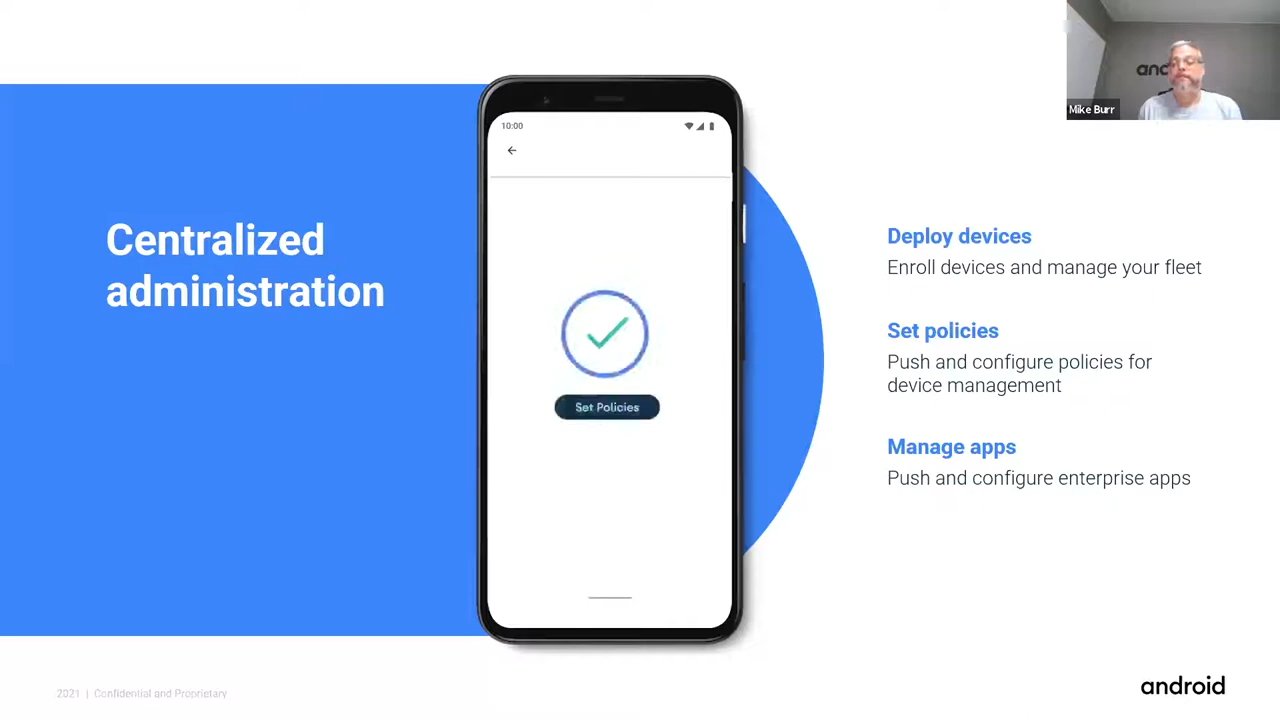 and
Mike Burr
Centralized
administration
10:00
Set Policies
Deploy devices
Enroll devices and manage your fleet
Set policies
Push and configure policies for
device management
Manage apps
Push and configure enterprise apps
2021 | Confidential and Proprietary
android